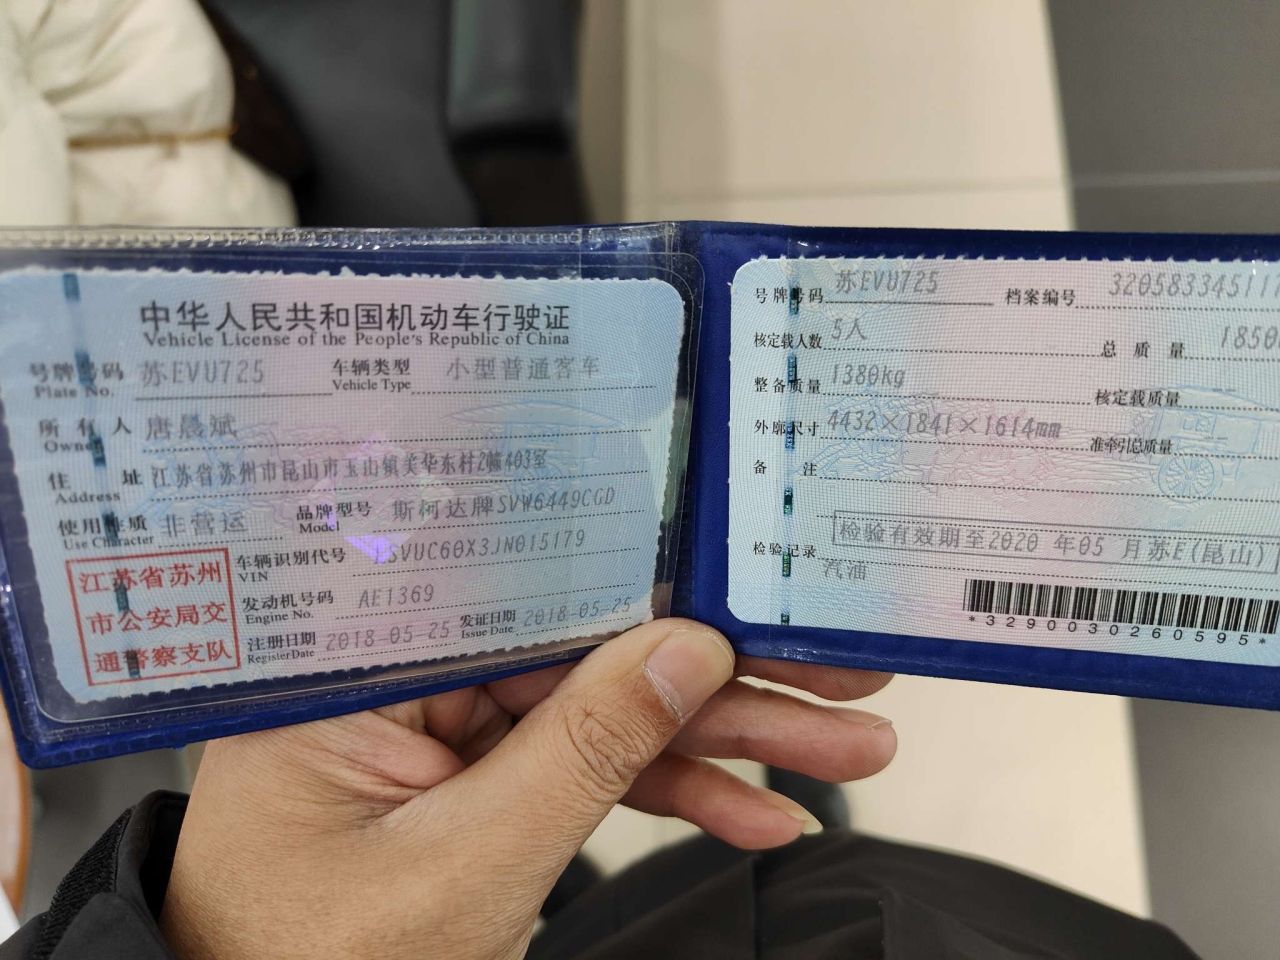 中华人民共和国机动车行驶证
Vehicle License of the People's Republic of China
号牌号码 苏EVU725 车辆类型 小型普通客车
Plate No. Vehicle Type
所有人 唐晨斌
Owner
住址 江苏省苏州市昆山市玉山镇美华东村2幢403室
Address
使用性质 非营运 品牌型号 斯柯达牌SVW6449CGD
Use Character Model
车辆识别代号 LSVUC60X3JN015179
VIN
发动机号码 AE1369
Engine No.
注册日期 2018-05-25 发证日期 2018-05-25
Register Date Issue Date
江苏省苏州
市公安局交
通警察支队
号牌号码 苏EVU725 档案编号
核定载人数 5人 总质量
整备质量 1380kg 核定载质量 --
外廓尺寸 4432×1841×1614mm 准牵引总质量 --
备注
检验有效期至2020年05月苏E(昆山)
检验记录
汽油
*3290030260595*